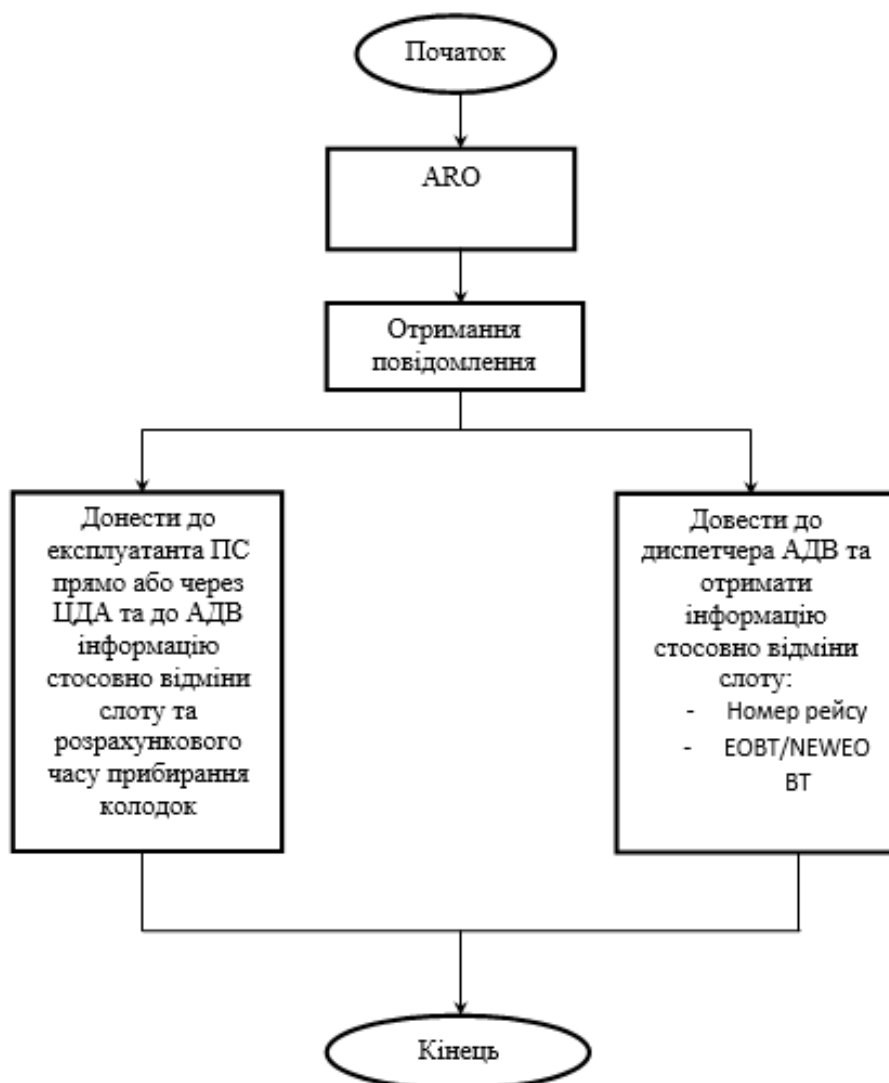 Початок
ARO
Отримання
повідомлення
Донести до
експлуатанта ПС
прямо або через
ЦДА та до АДВ
інформацію
стосовно відміни
слоту та
розрахункового
часу прибирання
колодок
Довести до
диспетчера АДВ та
отримати
інформацію
стосовно відміни
слоту:
- Номер рейсу
- EOBT/NEWEO
BT
Кінець